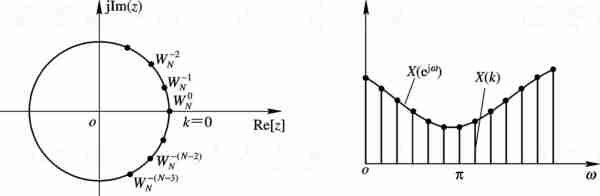 jIm(z)
W_N^{-2}
W_N^{-1}
W_N^0
o
k=0
Re[z]
W_N^{-(N-2)}
W_N^{-(N-3)}
X(e^{jω})
X(k)
o
π
ω